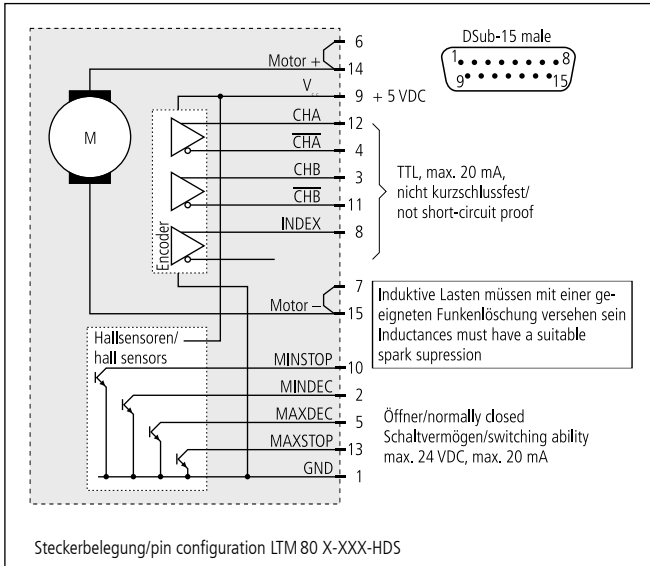 6
DSub-15 male
Motor +
14
1
8
9
15
V
9
+ 5 VDC
CHA
12
M
CHA
4
CHB
3
TTL, max. 20 mA,
nicht kurzschlussfest/
not short-circuit proof
CHB
11
INDEX
8
Encoder
7
Motor –
15
Induktive Lasten müssen mit einer ge-
eigneten Funkenlöschung versehen sein
Inductances must have a suitable
spark supression
Hallsensoren/
hall sensors
MINSTOP
10
MINDEC
2
MAXDEC
5
Öffner/normally closed
Schaltvermögen/switching ability
max. 24 VDC, max. 20 mA
MAXSTOP
13
GND
1
Steckerbelegung/pin configuration LTM 80 X-XXX-HDS